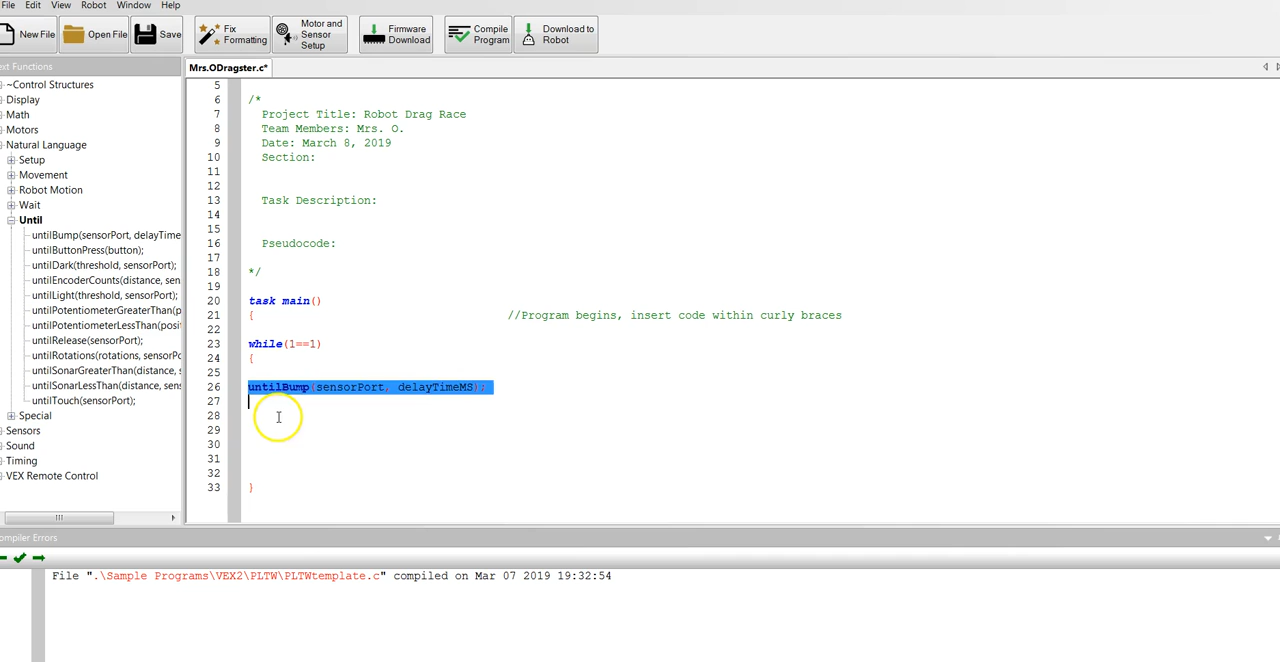 File Edit View Robot Window Help
New File Open File Save Fix Formatting Motor and Sensor Setup Firmware Download Compile Program Download to Robot
ext Functions
Mrs.ODragster.c*
~Control Structures
Display
Math
Motors
Natural Language
Setup
Movement
Robot Motion
Wait
Until
untilBump(sensorPort, delayTime
untilButtonPress(button);
untilDark(threshold, sensorPort);
untilEncoderCounts(distance, sen
untilLight(threshold, sensorPort);
untilPotentiometerGreaterThan(p
untilPotentiometerLessThan(posit
untilRelease(sensorPort);
untilRotations(rotations, sensorPo
untilSonarGreaterThan(distance, s
untilSonarLessThan(distance, sens
untilTouch(sensorPort);
Special
Sensors
Sound
Timing
VEX Remote Control
5
6 /*
7 Project Title: Robot Drag Race
8 Team Members: Mrs. O.
9 Date: March 8, 2019
10 Section:
11
12
13 Task Description:
14
15
16 Pseudocode:
17
18 */
19
20 task main()
21 { //Program begins, insert code within curly braces
22
23 while(1==1)
24 {
25
26 untilBump(sensorPort, delayTimeMS);
27
28
29
30
31
32
33 }
ompiler Errors
File ".\Sample Programs\VEX2\PLTW\PLTWtemplate.c" compiled on Mar 07 2019 19:32:54